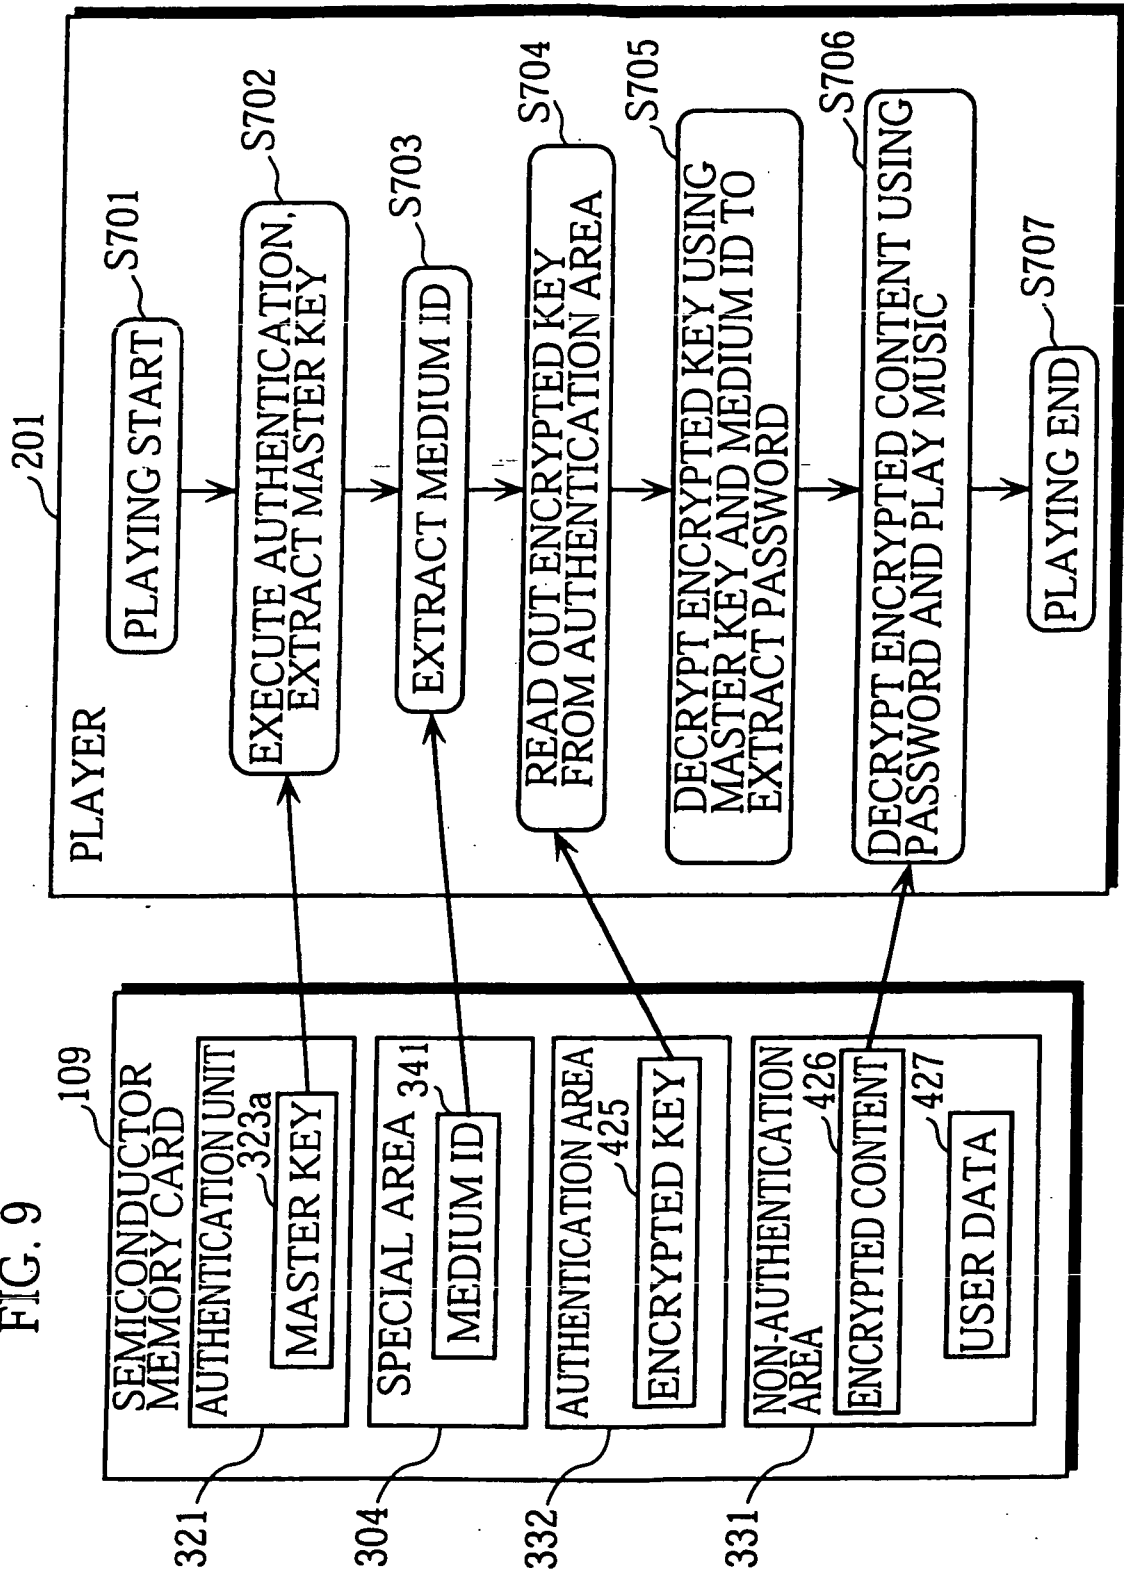 FIG. 9
SEMICONDUCTOR
MEMORY CARD
109
321
AUTHENTICATION UNIT
323a
MASTER KEY
304
SPECIAL AREA
341
MEDIUM ID
332
AUTHENTICATION AREA
425
ENCRYPTED KEY
331
NON-AUTHENTICATION
AREA
426
ENCRYPTED CONTENT
427
USER DATA
201
PLAYER
PLAYING START
S701
EXECUTE AUTHENTICATION,
EXTRACT MASTER KEY
S702
EXTRACT MEDIUM ID
S703
READ OUT ENCRYPTED KEY
FROM AUTHENTICATION AREA
S704
DECRYPT ENCRYPTED KEY USING
MASTER KEY AND MEDIUM ID TO
EXTRACT PASSWORD
S705
DECRYPT ENCRYPTED CONTENT USING
PASSWORD AND PLAY MUSIC
S706
PLAYING END
S707